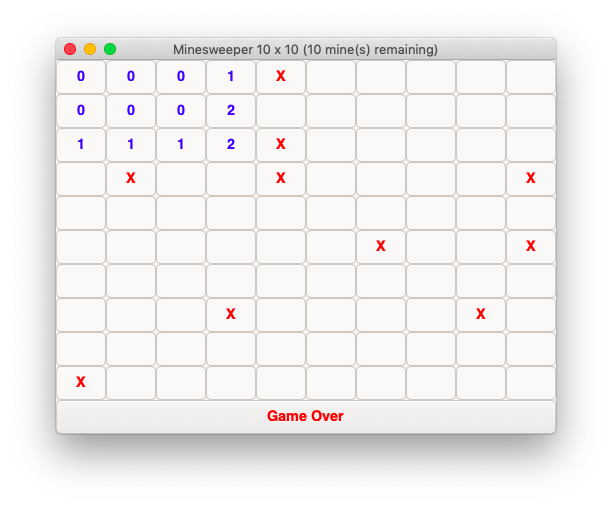 Minesweeper 10 x 10 (10 mine(s) remaining)
0 0 0 1 X
0 0 0 2
1 1 1 2 X
X X X
X X
X X
X
Game Over